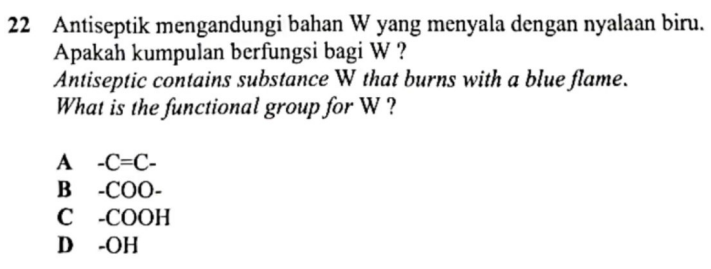 22 Antiseptik mengandungi bahan W yang menyala dengan nyalaan biru.
Apakah kumpulan berfungsi bagi W ?
Antiseptic contains substance W that burns with a blue flame.
What is the functional group for W ?
A -C=C-
B -COO-
C -COOH
D -OH